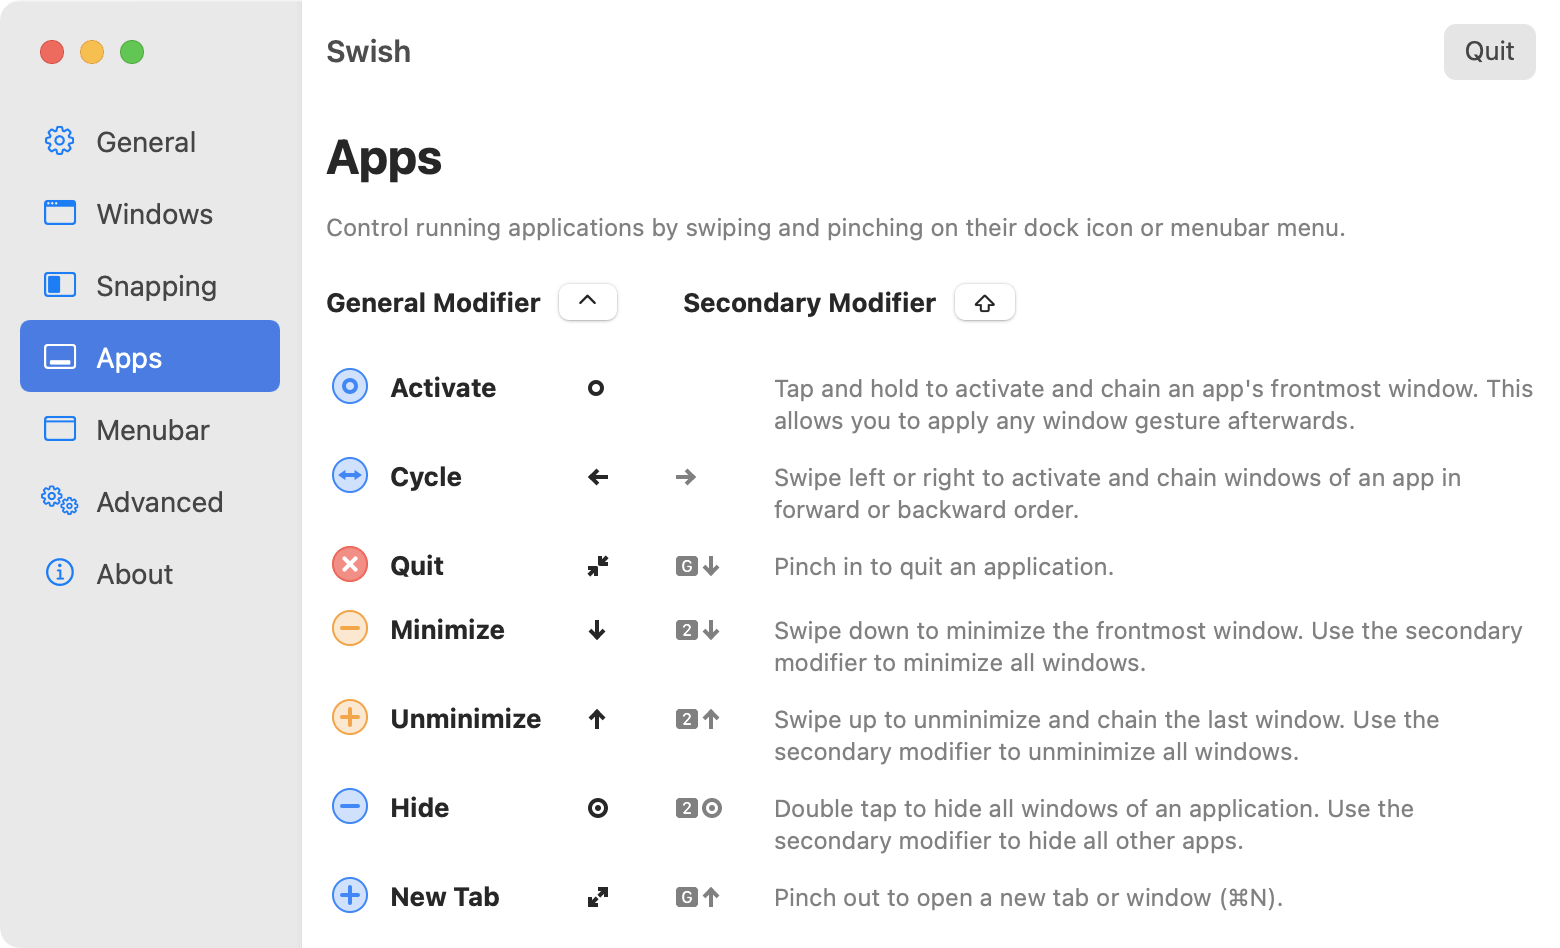 Swish
Quit
General
Windows
Snapping
Apps
Menubar
Advanced
About
Apps
Control running applications by swiping and pinching on their dock icon or menubar menu.
General Modifier
Secondary Modifier
Activate
Tap and hold to activate and chain an app's frontmost window. This
allows you to apply any window gesture afterwards.
Cycle ← →
Swipe left or right to activate and chain windows of an app in
forward or backward order.
Quit G↓
Pinch in to quit an application.
Minimize ↓ 2↓
Swipe down to minimize the frontmost window. Use the secondary
modifier to minimize all windows.
Unminimize ↑ 2↑
Swipe up to unminimize and chain the last window. Use the
secondary modifier to unminimize all windows.
Hide 2
Double tap to hide all windows of an application. Use the
secondary modifier to hide all other apps.
New Tab G↑
Pinch out to open a new tab or window (⌘N).